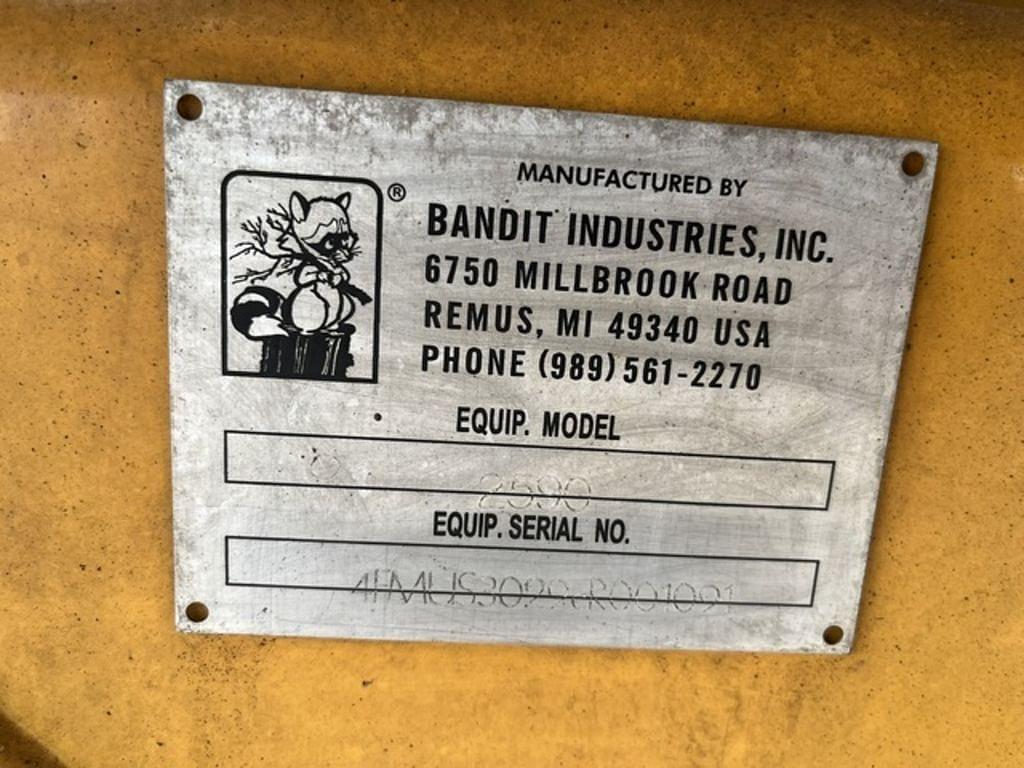 ®
MANUFACTURED BY
BANDIT INDUSTRIES, INC.
6750 MILLBROOK ROAD
REMUS, MI 49340 USA
PHONE (989) 561-2270
EQUIP. MODEL
2590
EQUIP. SERIAL NO.